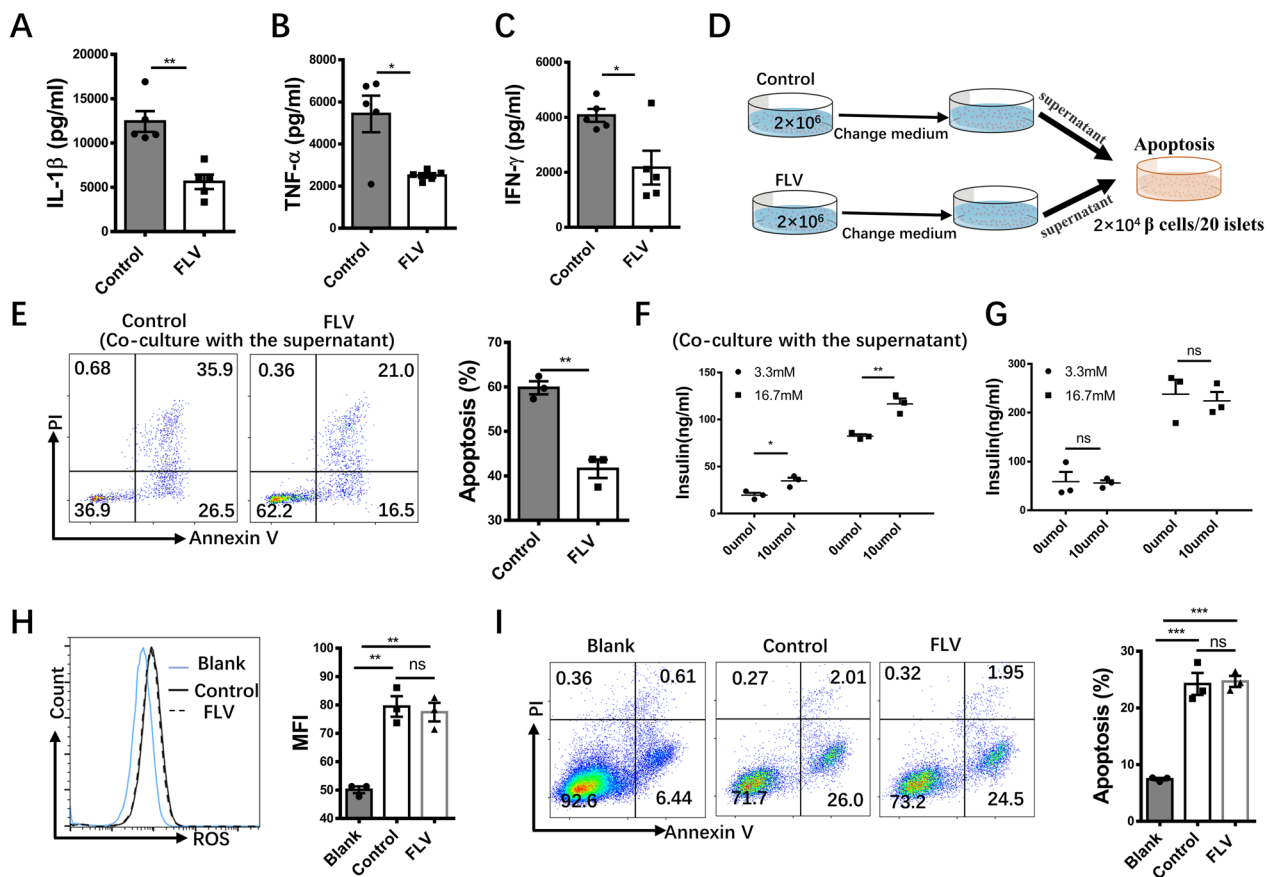 A
IL-1β (pg/ml)
20000
15000
10000
5000
0
**
Control
FLV
B
TNF-α (pg/ml)
8000
6000
4000
2000
0
*
Control
FLV
C
IFN-γ (pg/ml)
6000
4000
2000
0
*
Control
FLV
D
Control
2×10⁶
Change medium
supernatant
FLV
2×10⁶
Change medium
supernatant
Apoptosis
2×10⁴ β cells/20 islets
E
Control
FLV
(Co-culture with the supernatant)
0.68
35.9
36.9
26.5
0.36
21.0
62.2
16.5
PI
Annexin V
Apoptosis (%)
70
60
50
40
30
**
Control
FLV
F
(Co-culture with the supernatant)
Insulin(ng/ml)
150
100
50
0
3.3mM
16.7mM
*
**
0umol
10umol
0umol
10umol
G
Insulin(ng/ml)
300
200
100
0
3.3mM
16.7mM
ns
ns
0umol
10umol
0umol
10umol
H
Count
ROS
Blank
Control
FLV
MFI
100
90
80
70
60
50
40
**
**
ns
Blank
Control
FLV
I
Blank
Control
FLV
0.36
0.61
92.6
6.44
0.27
2.01
71.7
26.0
0.32
1.95
73.2
24.5
PI
Annexin V
Apoptosis (%)
30
20
10
0
***
***
ns
Blank
Control
FLV